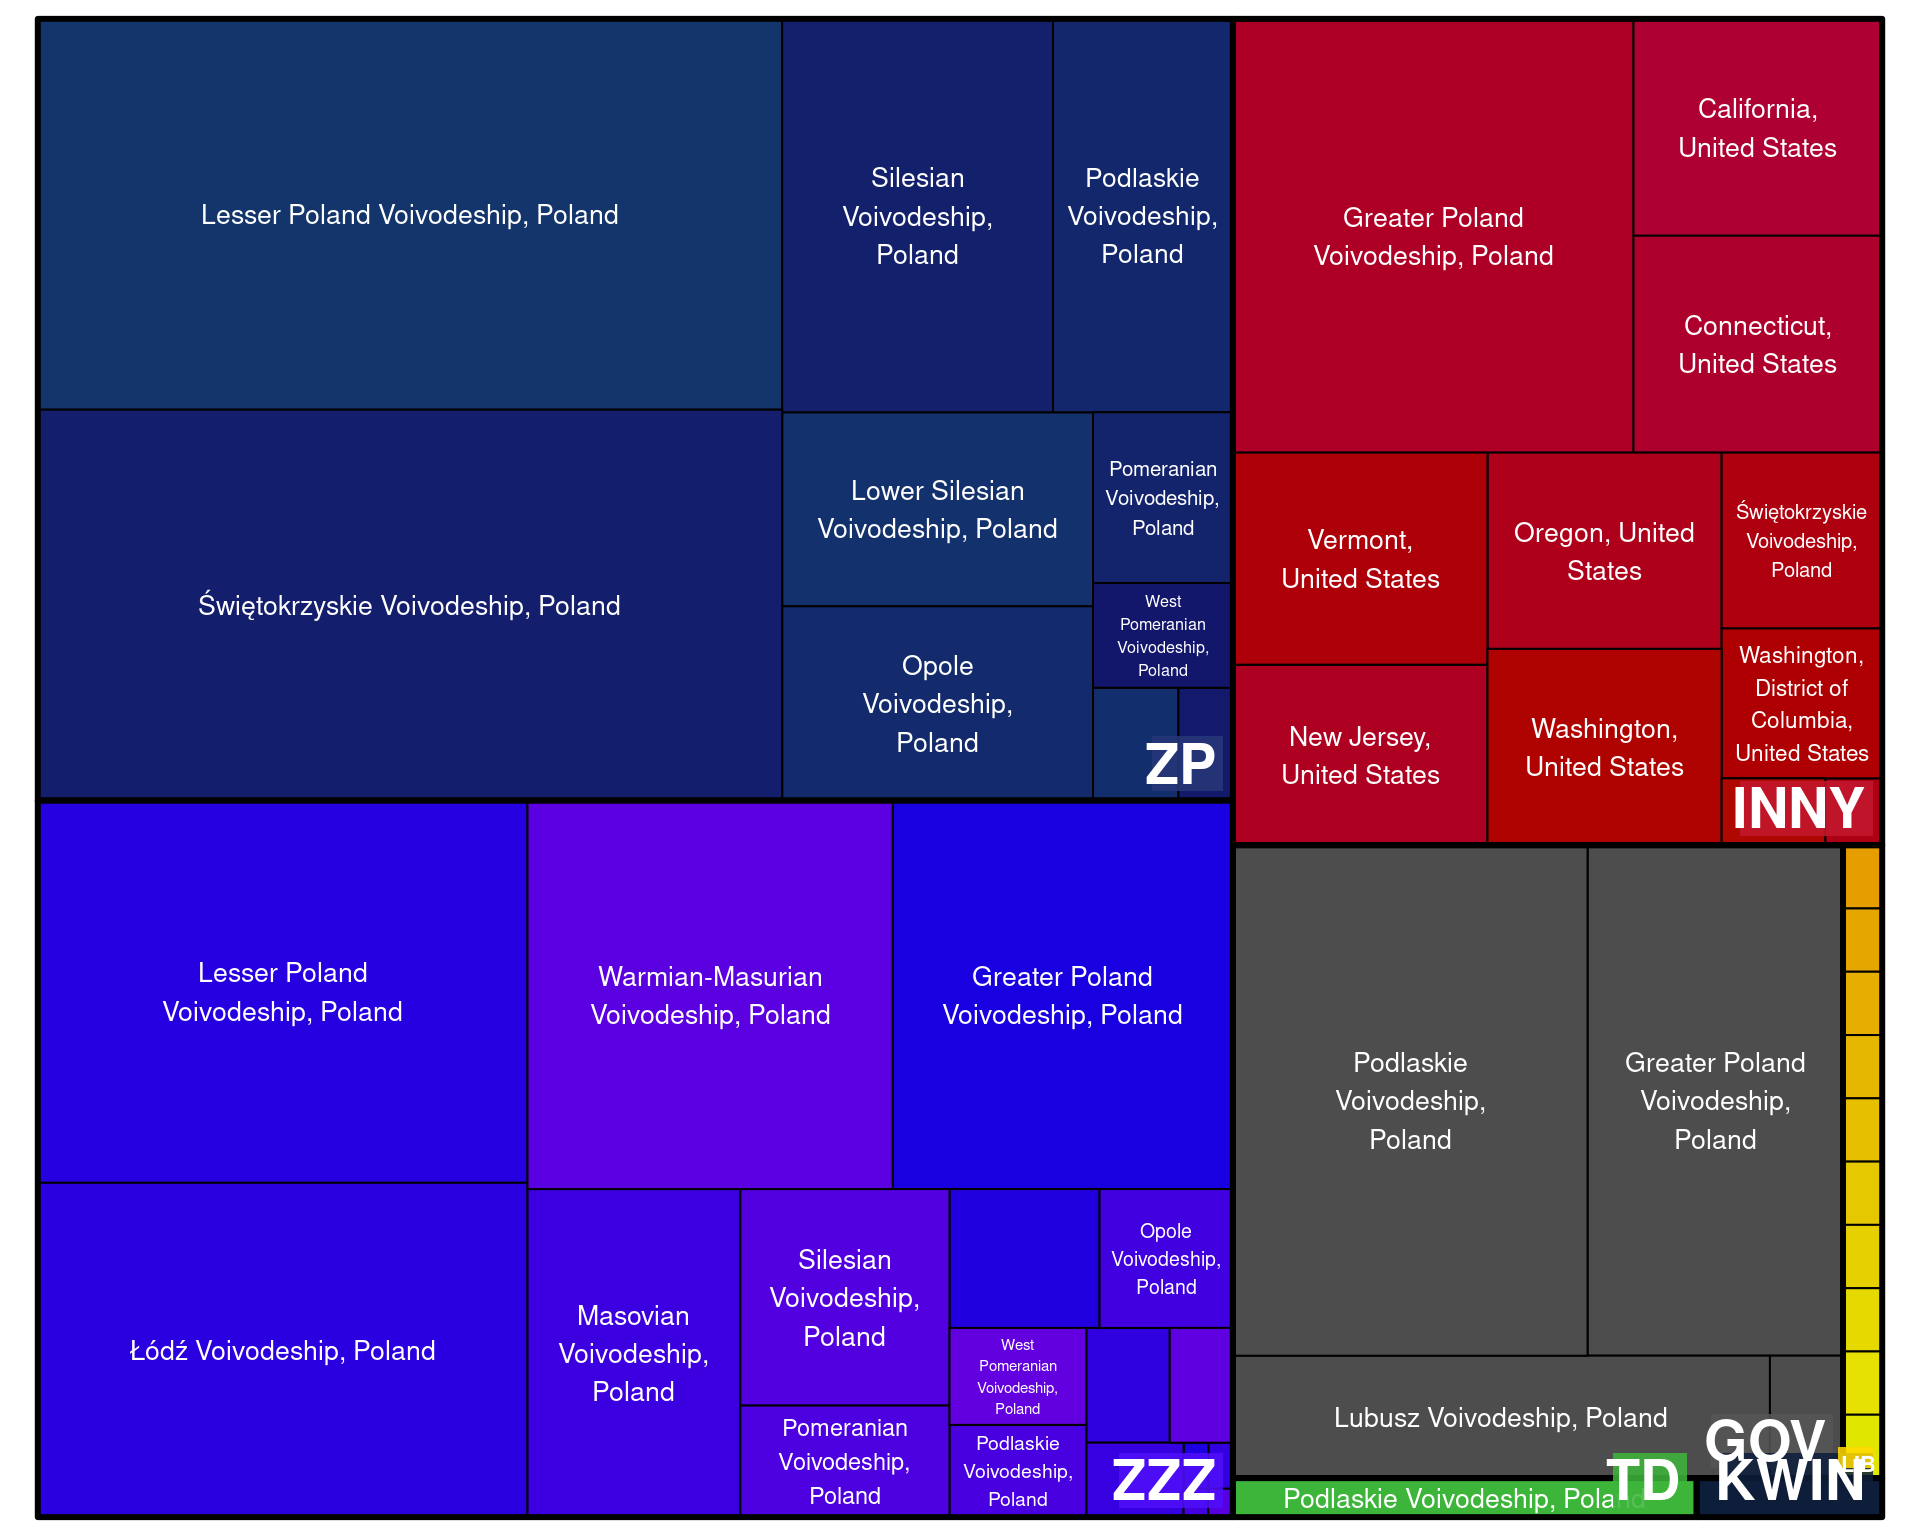 Lesser Poland Voivodeship, Poland
Silesian
Voivodeship,
Poland
Podlaskie
Voivodeship,
Poland
Świętokrzyskie Voivodeship, Poland
Lower Silesian
Voivodeship, Poland
Pomeranian
Voivodeship,
Poland
West
Pomeranian
Voivodeship,
Poland
Opole
Voivodeship,
Poland
ZP
Greater Poland
Voivodeship, Poland
California,
United States
Connecticut,
United States
Vermont,
United States
Oregon, United
States
Świętokrzyskie
Voivodeship,
Poland
New Jersey,
United States
Washington,
United States
Washington,
District of
Columbia,
United States
INNY
Lesser Poland
Voivodeship, Poland
Warmian-Masurian
Voivodeship, Poland
Greater Poland
Voivodeship, Poland
Łódź Voivodeship, Poland
Masovian
Voivodeship,
Poland
Silesian
Voivodeship,
Poland
Pomeranian
Voivodeship,
Poland
Opole
Voivodeship,
Poland
West
Pomeranian
Voivodeship,
Poland
Podlaskie
Voivodeship,
Poland
ZZZ
Podlaskie
Voivodeship,
Poland
Greater Poland
Voivodeship,
Poland
Lubusz Voivodeship, Poland
GOV
LIB
TD
KWIN
Podlaskie Voivodeship, Poland